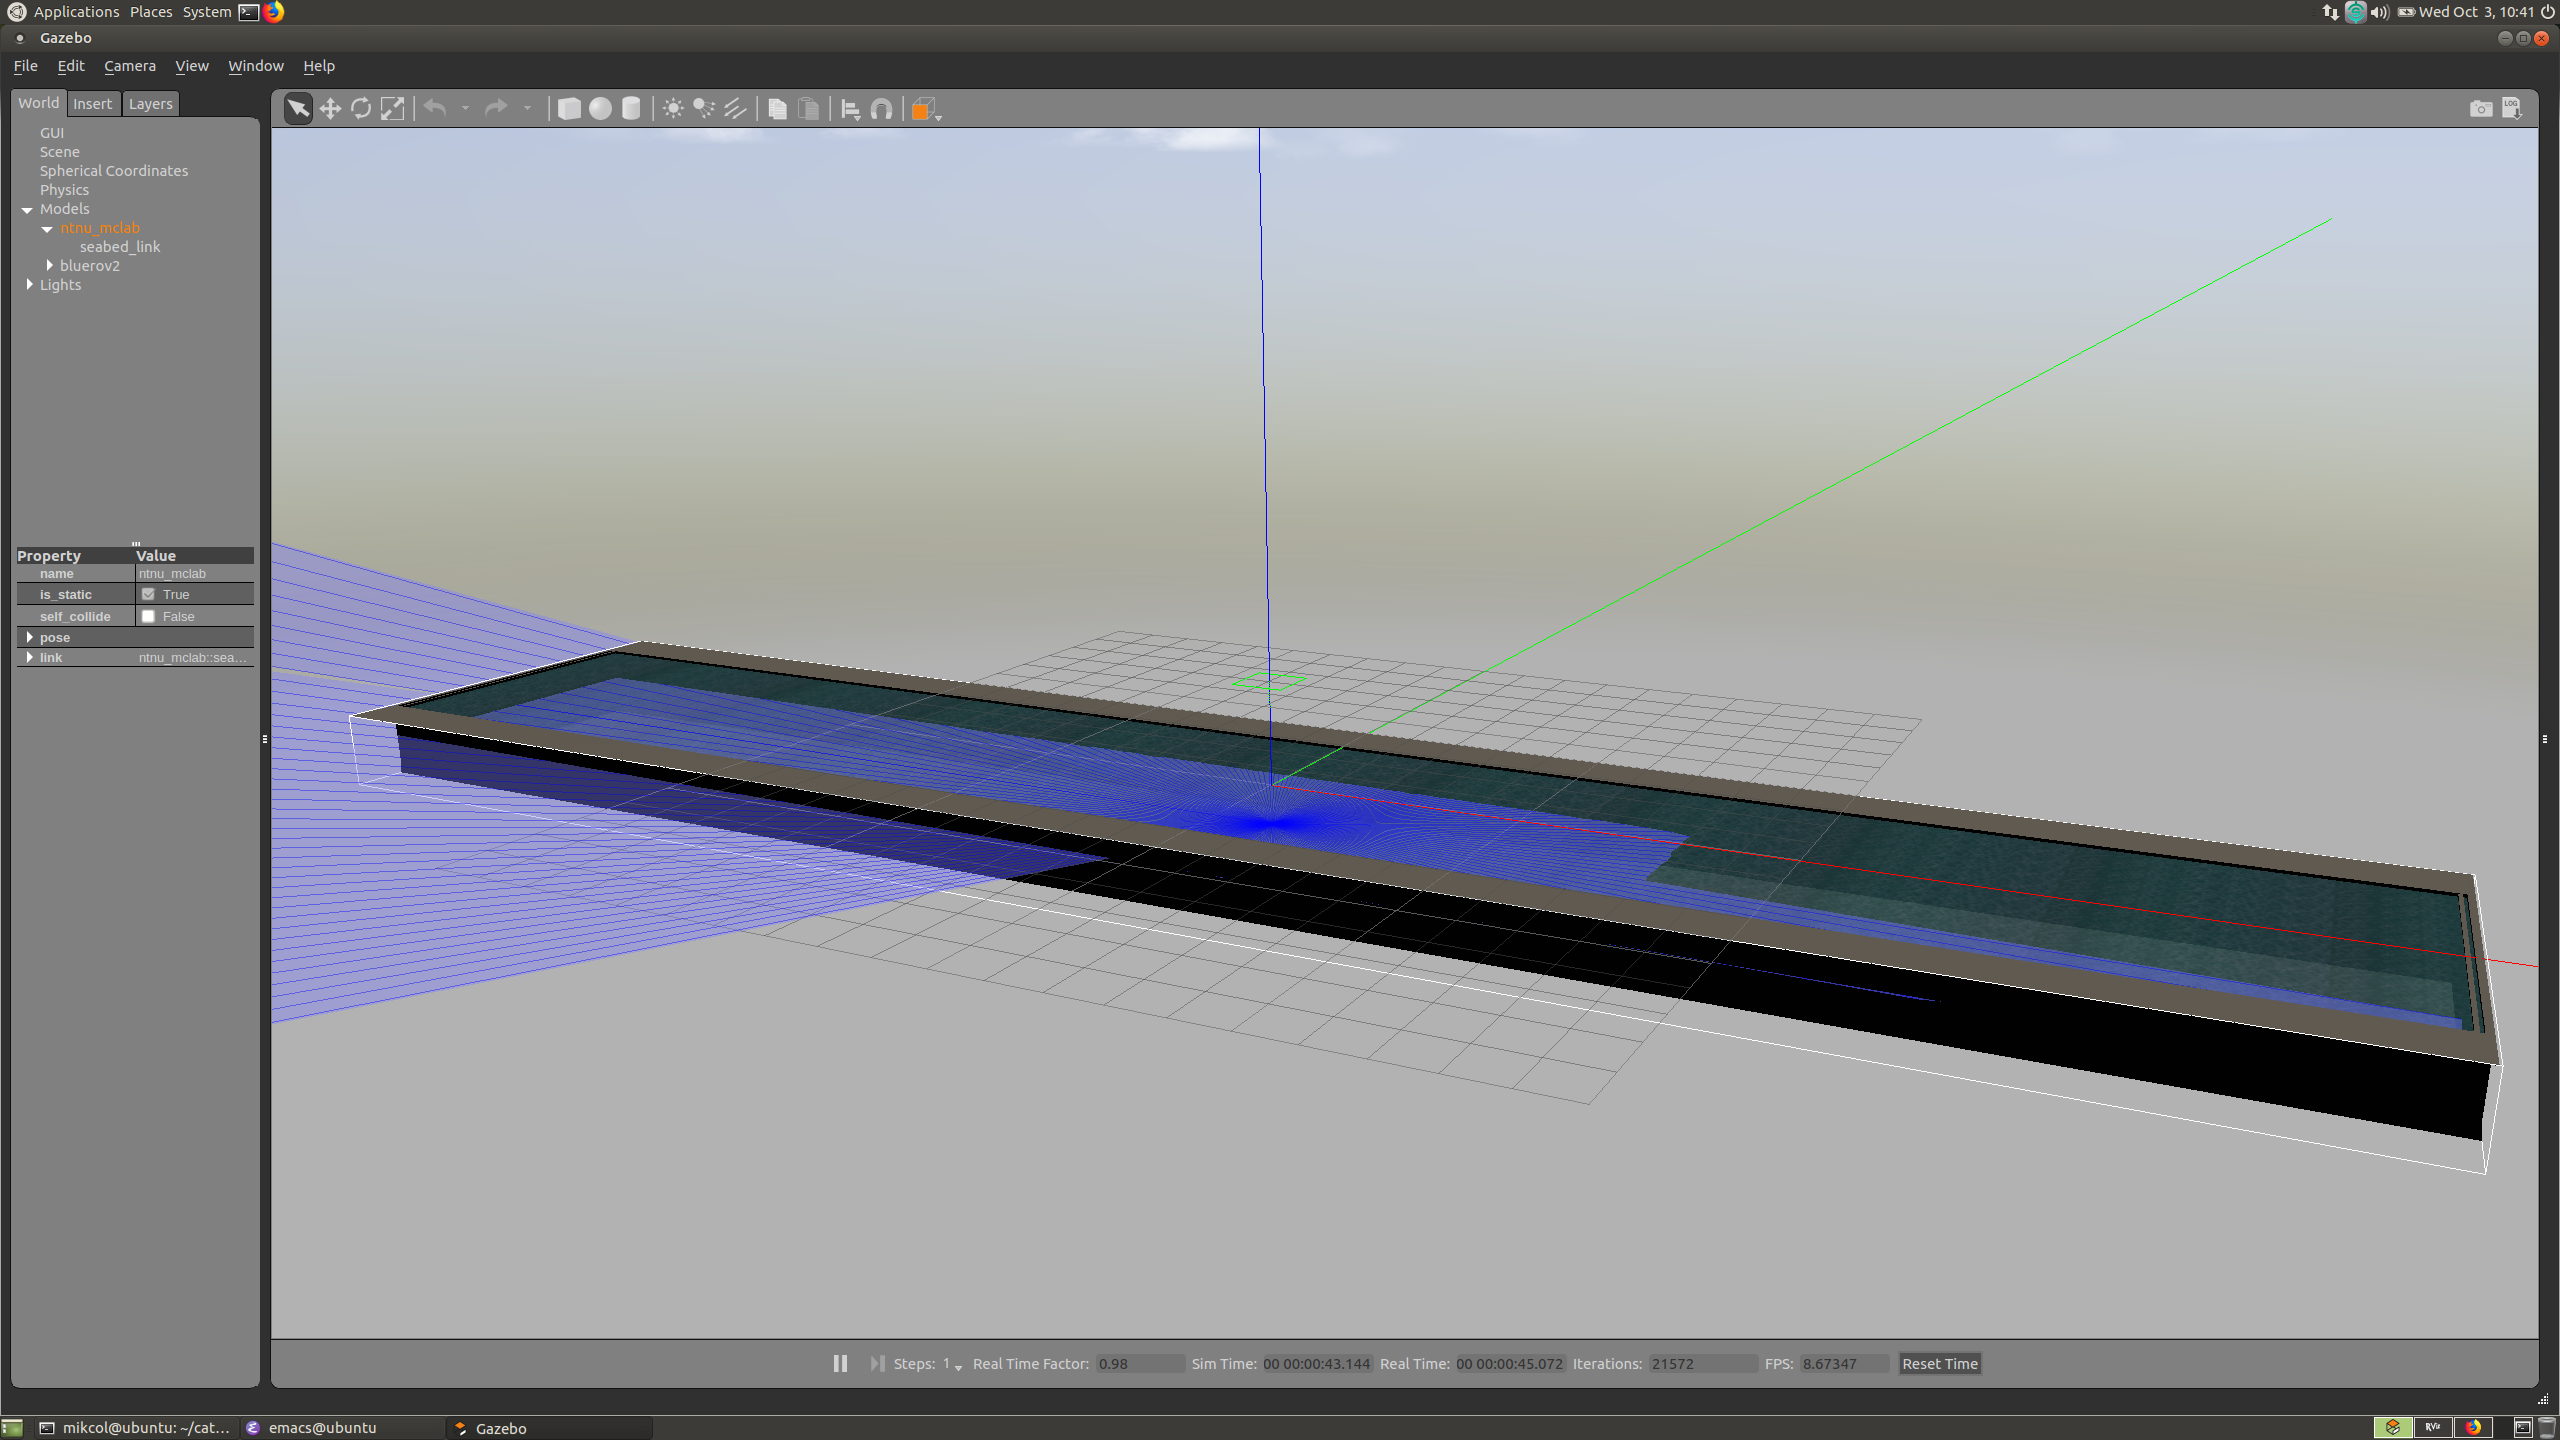 Applications Places System Wed Oct 3, 10:41
Gazebo
File Edit Camera View Window Help
World Insert Layers
LOG
GUI
Scene
Spherical Coordinates
Physics
Models
ntnu_mclab
seabed_link
bluerov2
Lights
Property Value
name ntnu_mclab
is_static True
self_collide False
pose
link ntnu_mclab::sea...
Steps: 1 Real Time Factor: 0.98 Sim Time: 00 00:00:43.144 Real Time: 00 00:00:45.072 Iterations: 21572 FPS: 8.67347 Reset Time
mikcol@ubuntu: ~/cat... emacs@ubuntu Gazebo RViz